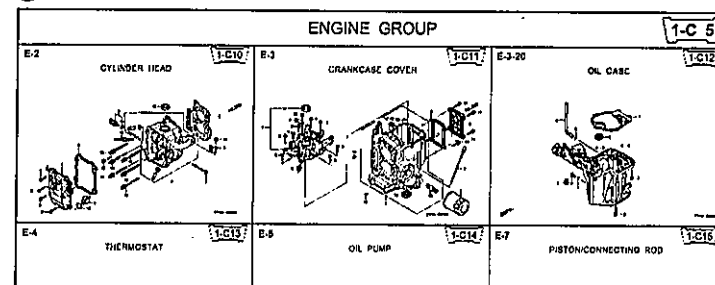 ENGINE GROUP 1-C 5
E-2 1-C10 E-3 1-C11 E-3-20 1-C12
CYLINDER HEAD CRANKCASE COVER OIL CASE
E-4 1-C13 E-5 1-C14 E-7 1-C15
THERMOSTAT OIL PUMP PISTON/CONNECTING ROD